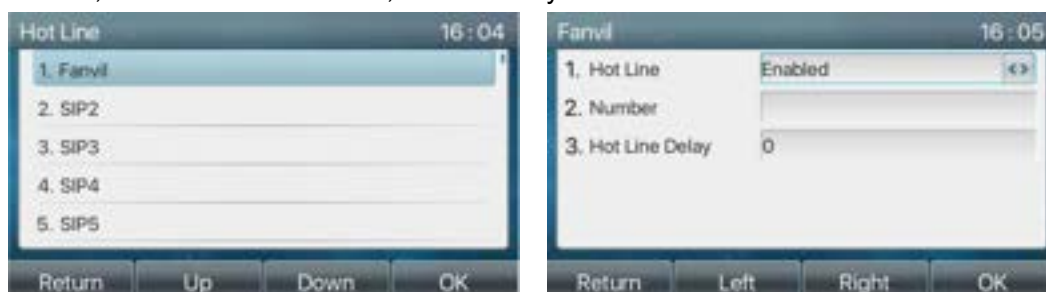 Hot Line 16:04
1. Fanvil
2. SIP2
3. SIP3
4. SIP4
5. SIP5
Return Up Down OK
Fanvil 16:05
1. Hot Line Enabled <>
2. Number
3. Hot Line Delay 0
Return Left Right OK